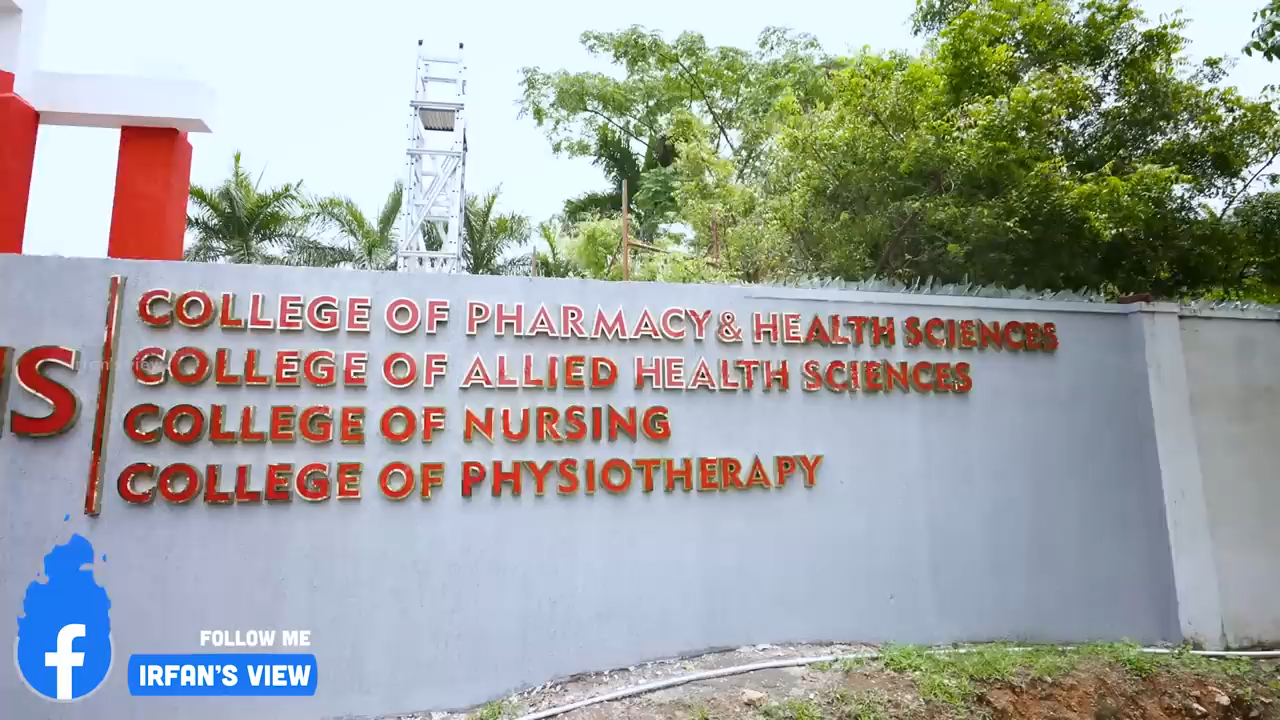 COLLEGE OF PHARMACY & HEALTH SCIENCES
COLLEGE OF ALLIED HEALTH SCIENCES
COLLEGE OF NURSING
COLLEGE OF PHYSIOTHERAPY
S
FOLLOW ME
IRFAN'S VIEW